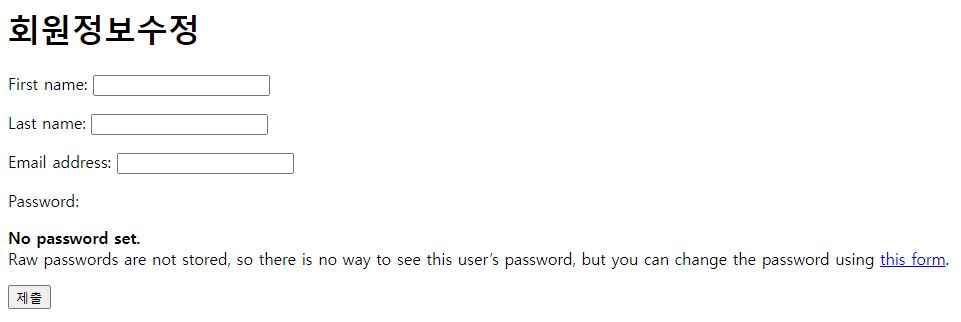 회원정보수정
First name:
Last name:
Email address:
Password:
No password set.
Raw passwords are not stored, so there is no way to see this user’s password, but you can change the password using this form.
제출